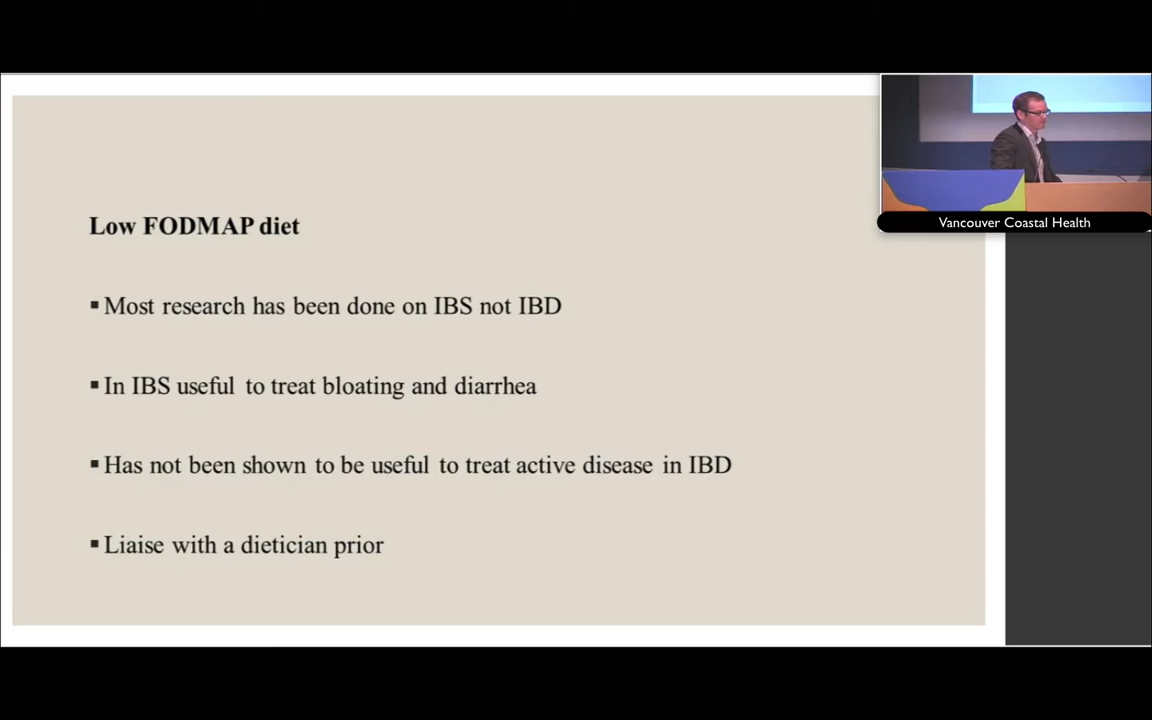 Low FODMAP diet
▪ Most research has been done on IBS not IBD
▪ In IBS useful to treat bloating and diarrhea
▪ Has not been shown to be useful to treat active disease in IBD
▪ Liaise with a dietician prior
Vancouver Coastal Health